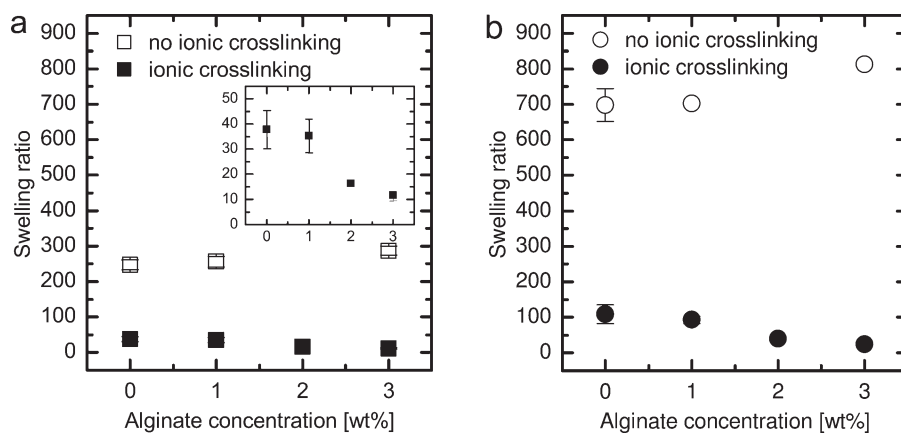 a
no ionic crosslinking
ionic crosslinking
900
800
700
600
500
400
300
200
100
0
Swelling ratio
50
40
30
20
10
0
0 1 2 3
0 1 2 3
Alginate concentration [wt%]
b
no ionic crosslinking
ionic crosslinking
900
800
700
600
500
400
300
200
100
0
Swelling ratio
0 1 2 3
Alginate concentration [wt%]